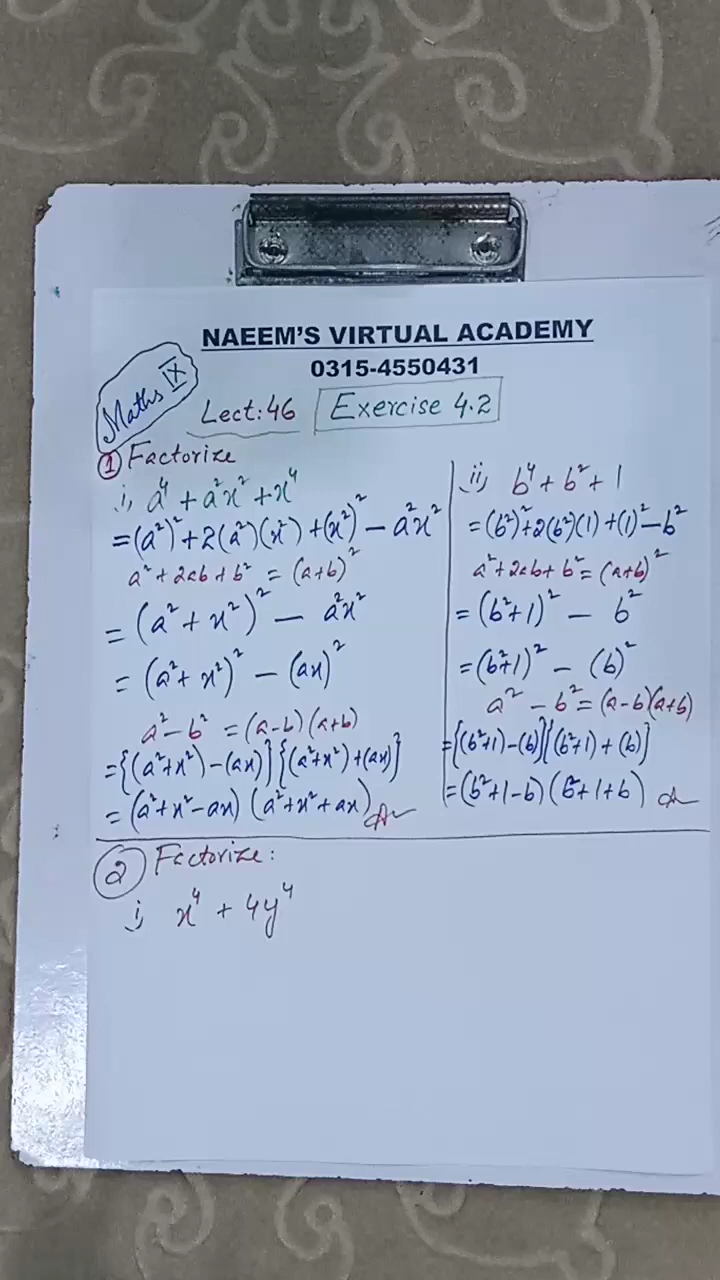 NAEEM'S VIRTUAL ACADEMY
0315-4550431
Maths IX
Lect:46 Exercise 4.2
① Factorize
i) a⁴ + a²x² + x⁴
= (a²)² + 2(a²)(x²) + (x²)² - a²x²
a² + 2ab + b² = (a+b)²
= (a² + x²)² - a²x²
= (a² + x²)² - (ax)²
a² - b² = (a-b)(a+b)
= {(a²+x²) - (ax)} {(a²+x²) + (ax)}
= (a²+x²-ax) (a²+x²+ax)
ii) b⁴ + b² + 1
= (b²)² + 2(b²)(1) + (1)² - b²
a² + 2ab + b² = (a+b)²
= (b²+1)² - b²
= (b²+1)² - (b)²
a² - b² = (a-b)(a+b)
= {(b²+1) - (b)} {(b²+1) + (b)}
= (b²+1-b) (b²+1+b)
② Factorize:
i) x⁴ + 4y⁴